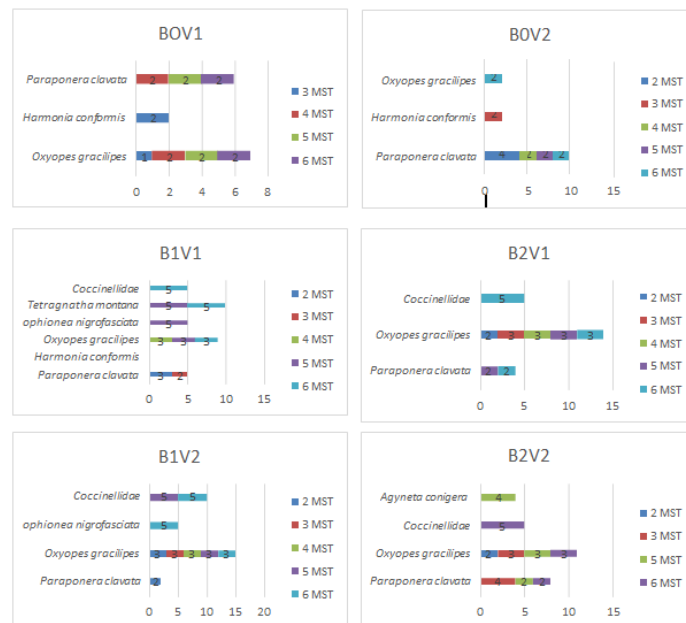 BOV1
Paraponera clavata 2 2 2
Harmonia conformis 2
Oxyopes gracilipes 1 2 2 2
0 2 4 6 8
3 MST
4 MST
5 MST
6 MST
B0V2
Oxyopes gracilipes 2
Harmonia conformis 2
Paraponera clavata 4 2 2 2
0 5 10 15
2 MST
3 MST
4 MST
5 MST
6 MST
B1V1
Coccinellidae 5
Tetragnatha montana 5 5
ophionea nigrofasciata 5
Oxyopes gracilipes 3 3 3
Harmonia conformis
Paraponera clavata 3 2
0 5 10 15
2 MST
3 MST
4 MST
5 MST
6 MST
B2V1
Coccinellidae 5
Oxyopes gracilipes 2 3 3 3 3
Paraponera clavata 2 2
0 5 10 15
2 MST
3 MST
4 MST
5 MST
6 MST
B1V2
Coccinellidae 5 5
ophionea nigrofasciata 5
Oxyopes gracilipes 3 3 3 3 3
Paraponera clavata 2
0 5 10 15 20
2 MST
3 MST
4 MST
5 MST
6 MST
B2V2
Agyneta conigera 4
Coccinellidae 5
Oxyopes gracilipes 2 3 3 3
Paraponera clavata 4 2 2
0 5 10 15
2 MST
3 MST
5 MST
6 MST